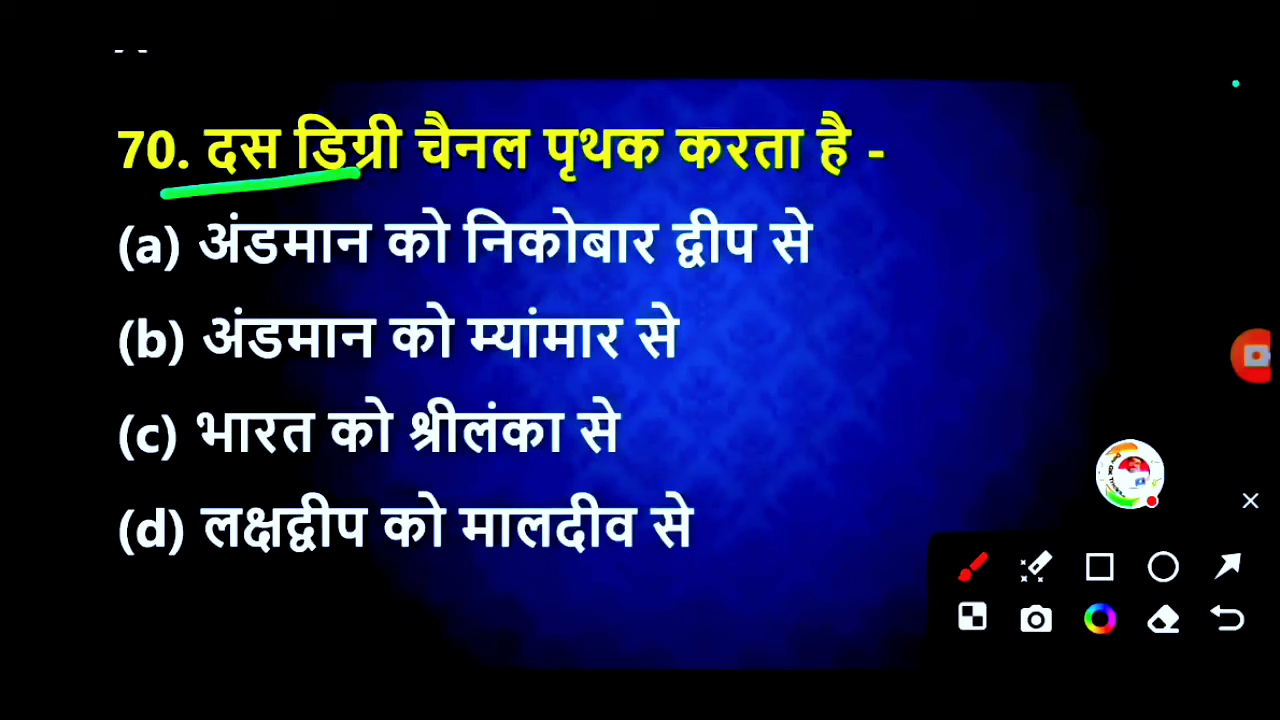 70. दस डिग्री चैनल पृथक करता है -
(a) अंडमान को निकोबार द्वीप से
(b) अंडमान को म्यांमार से
(c) भारत को श्रीलंका से
(d) लक्षद्वीप को मालदीव से